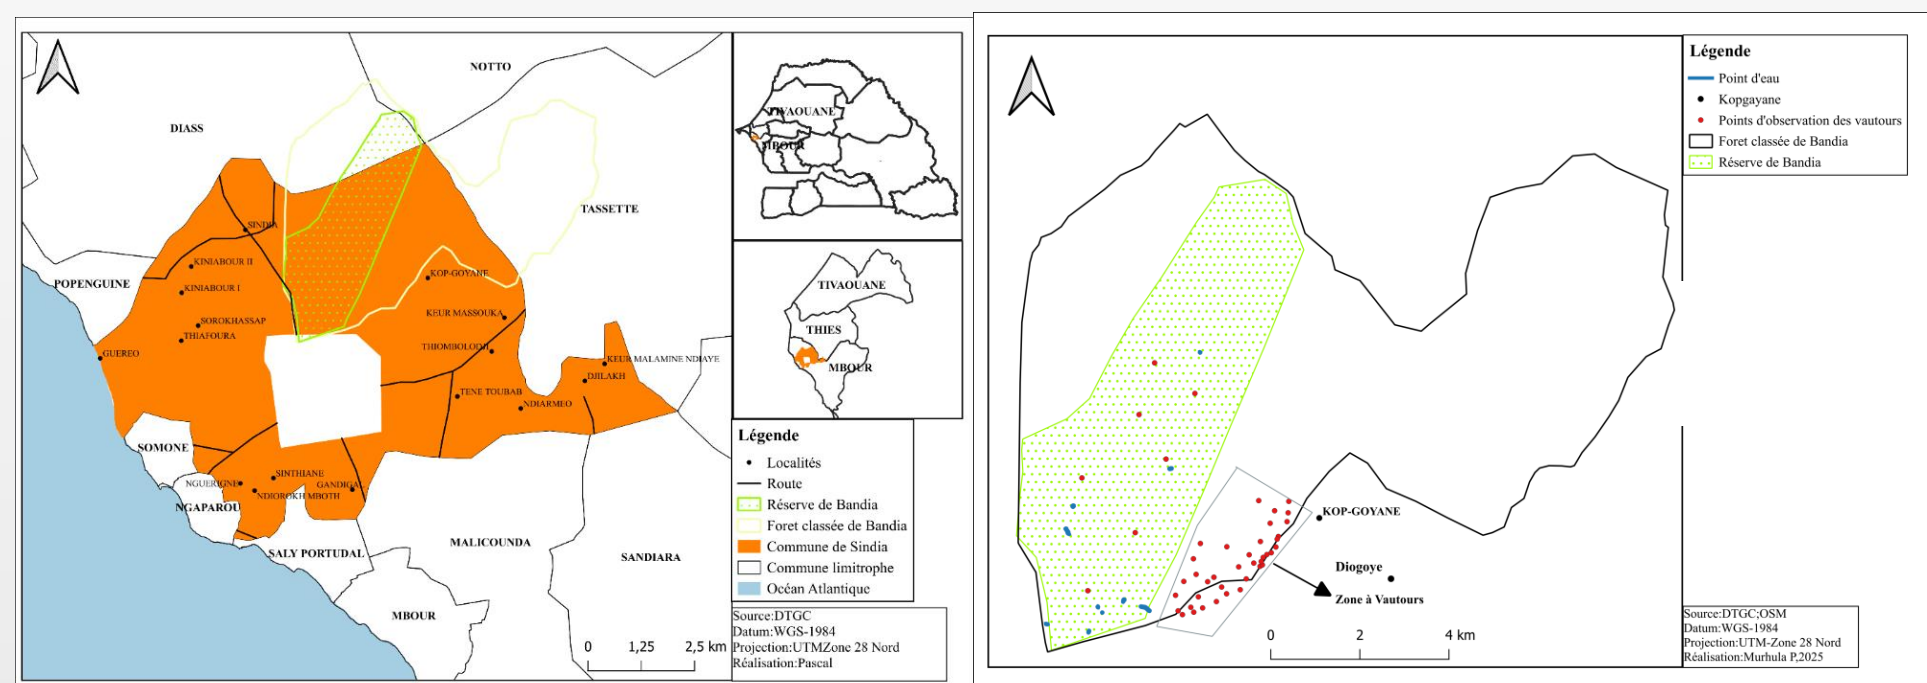 NOTTO
DIASS
TASSETTE
SINDIA
KINIABOUR II
POPENGUINE
KINIABOUR I
KOP-GOYANE
SOROKHASSAP
THIAFOURA
KEUR MASSOUKA
GUEREO
THIOMBOLODJI
KEUR MALAMINE NDIAYE
DJILAKH
TENE TOUBAB
NDIARMEO
SOMONE
SINTHIANE
NGUERIGNE
GANDIGAL
NDIOROKH MBOTH
NGAPAROU
SALY PORTUDAL
MALICOUNDA
SANDIARA
MBOUR
0 1,25 2,5 km
TIVAOUANE
MBOUR
TIVAOUANE
THIES
MBOUR
Légende
Localités
Route
Réserve de Bandia
Foret classée de Bandia
Commune de Sindia
Commune limitrophe
Océan Atlantique
Source:DTGC
Datum:WGS-1984
Projection:UTMZone 28 Nord
Réalisation:Pascal
KOP-GOYANE
Diogoye
Zone à Vautours
0 2 4 km
Légende
Point d'eau
Kopgayane
Points d'observation des vautours
Foret classée de Bandia
Réserve de Bandia
Source:DTGC;OSM
Datum:WGS-1984
Projection:UTM-Zone 28 Nord
Réalisation:Murhula P,2025